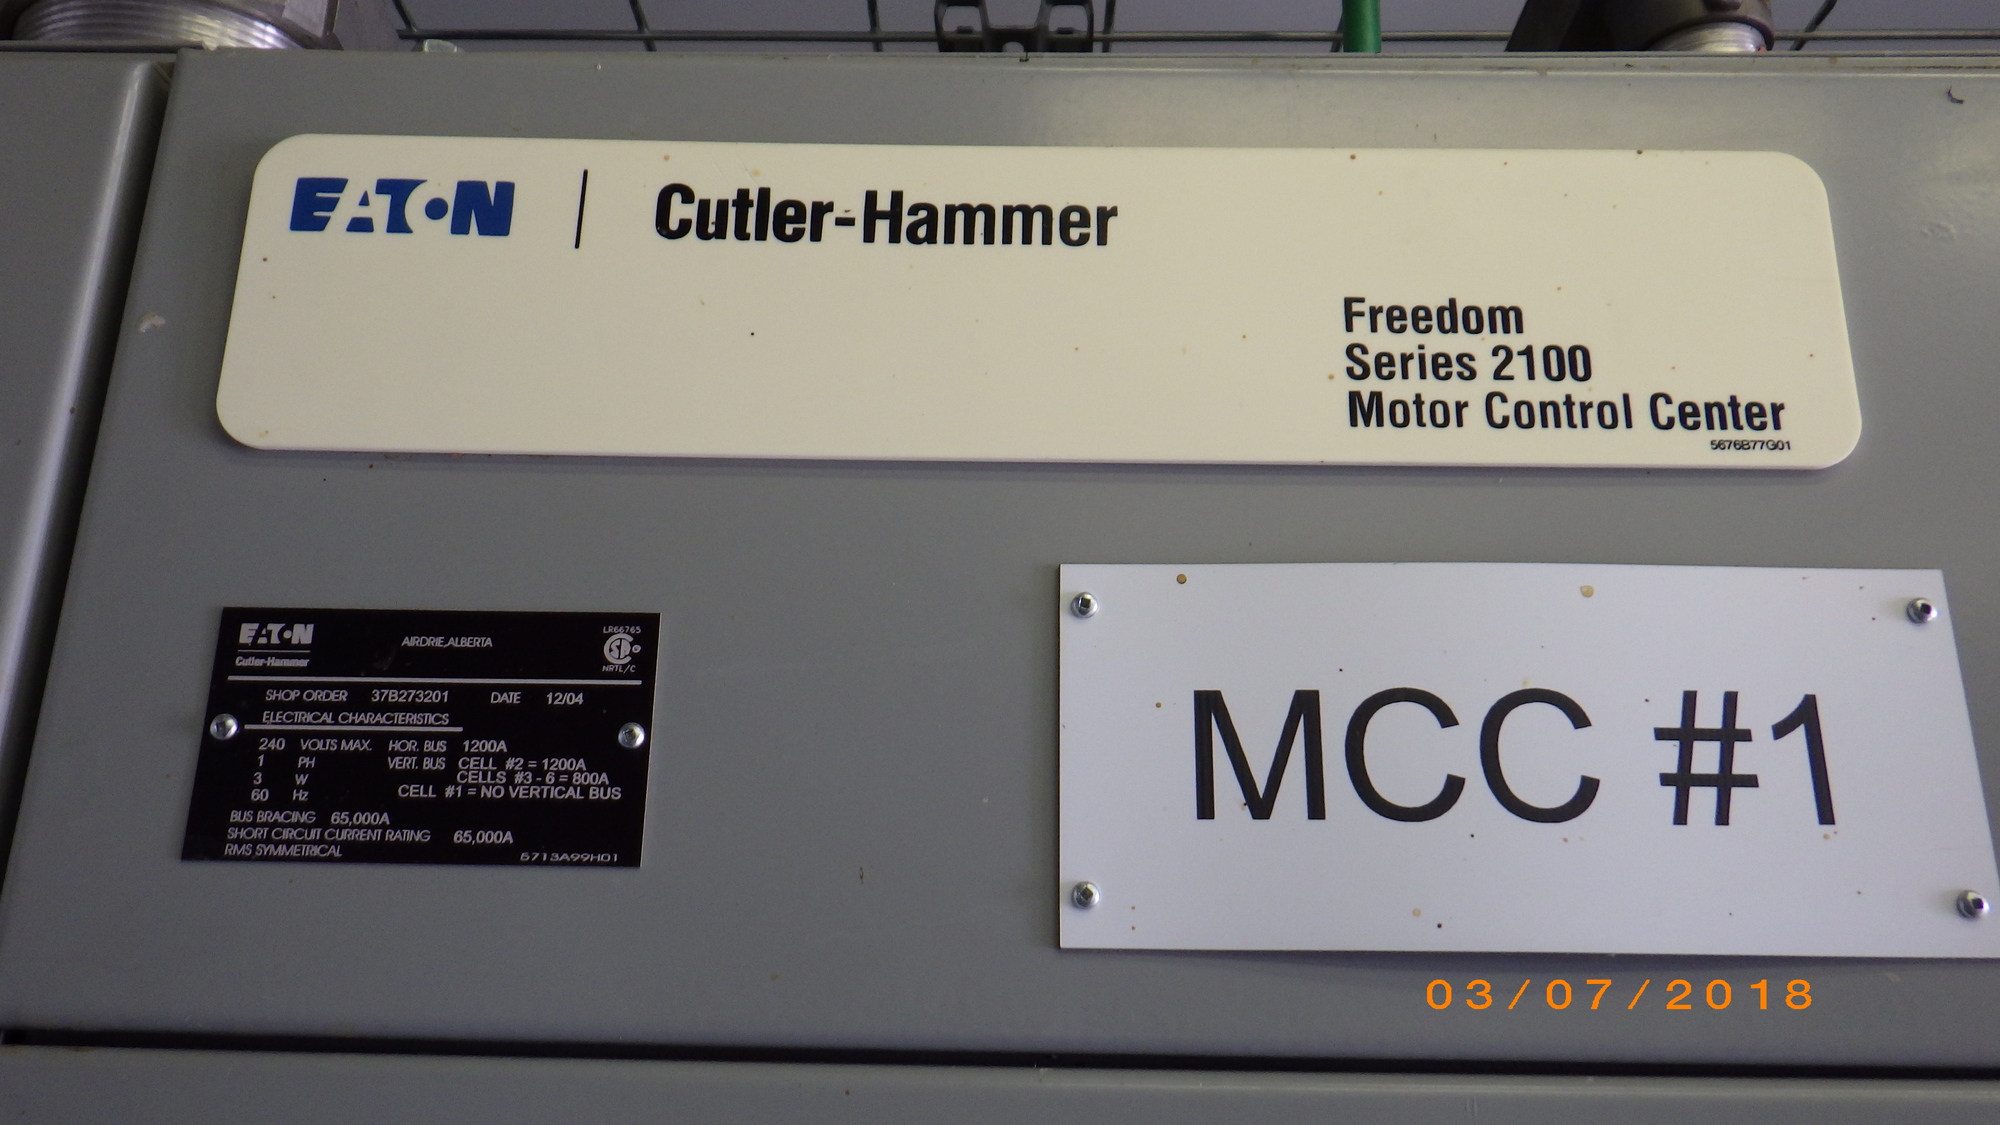 EATON | Cutler-Hammer
Freedom
Series 2100
Motor Control Center
5676B77G01
EATON
Cutler-Hammer
AIRDRIE,ALBERTA
LR66765
NRTL/C
SHOP ORDER 37B273201 DATE 12/04
ELECTRICAL CHARACTERISTICS
240 VOLTS MAX. HOR. BUS 1200A
1 PH VERT. BUS CELL #2 = 1200A
3 W CELLS #3 - 6 = 800A
60 Hz CELL #1 = NO VERTICAL BUS
BUS BRACING 65,000A
SHORT CIRCUIT CURRENT RATING 65,000A
RMS SYMMETRICAL
6713A99H01
MCC #1
03/07/2018